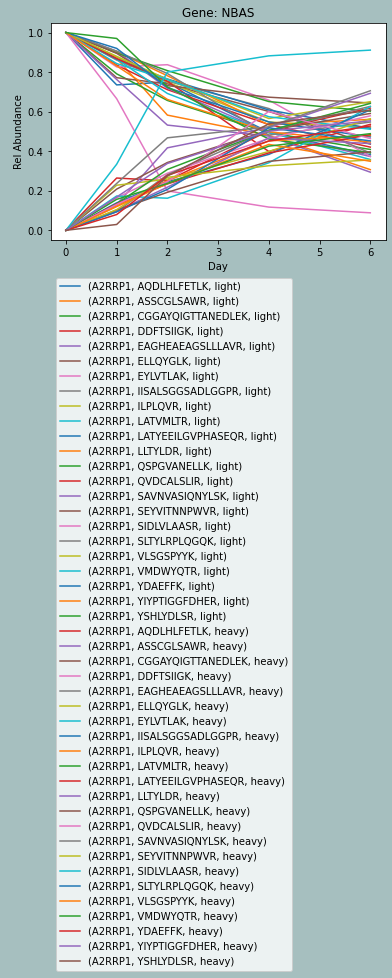 Gene: NBAS
1.0
0.8
0.6
0.4
0.2
0.0
Rel Abundance
0 1 2 3 4 5 6
Day
(A2RRP1, AQDLHLFETLK, light)
(A2RRP1, ASSCGLSAWR, light)
(A2RRP1, CGGAYQIGTTANEDLEK, light)
(A2RRP1, DDFTSIIGK, light)
(A2RRP1, EAGHEAEAGSLLLAVR, light)
(A2RRP1, ELLQYGLK, light)
(A2RRP1, EYLVTLAK, light)
(A2RRP1, IISALSGGSADLGGPR, light)
(A2RRP1, ILPLQVR, light)
(A2RRP1, LATVMLTR, light)
(A2RRP1, LATYEEILGVPHASEQR, light)
(A2RRP1, LLTYLDR, light)
(A2RRP1, QSPGVANELLK, light)
(A2RRP1, QVDCALSLIR, light)
(A2RRP1, SAVNVASIQNYLSK, light)
(A2RRP1, SEYVITNNPWVR, light)
(A2RRP1, SIDLVLAASR, light)
(A2RRP1, SLTYLRPLQGQK, light)
(A2RRP1, VLSGSPYYK, light)
(A2RRP1, VMDWYQTR, light)
(A2RRP1, YDAEFFK, light)
(A2RRP1, YIYPTIGGFDHER, light)
(A2RRP1, YSHLYDLSR, light)
(A2RRP1, AQDLHLFETLK, heavy)
(A2RRP1, ASSCGLSAWR, heavy)
(A2RRP1, CGGAYQIGTTANEDLEK, heavy)
(A2RRP1, DDFTSIIGK, heavy)
(A2RRP1, EAGHEAEAGSLLLAVR, heavy)
(A2RRP1, ELLQYGLK, heavy)
(A2RRP1, EYLVTLAK, heavy)
(A2RRP1, IISALSGGSADLGGPR, heavy)
(A2RRP1, ILPLQVR, heavy)
(A2RRP1, LATVMLTR, heavy)
(A2RRP1, LATYEEILGVPHASEQR, heavy)
(A2RRP1, LLTYLDR, heavy)
(A2RRP1, QSPGVANELLK, heavy)
(A2RRP1, QVDCALSLIR, heavy)
(A2RRP1, SAVNVASIQNYLSK, heavy)
(A2RRP1, SEYVITNNPWVR, heavy)
(A2RRP1, SIDLVLAASR, heavy)
(A2RRP1, SLTYLRPLQGQK, heavy)
(A2RRP1, VLSGSPYYK, heavy)
(A2RRP1, VMDWYQTR, heavy)
(A2RRP1, YDAEFFK, heavy)
(A2RRP1, YIYPTIGGFDHER, heavy)
(A2RRP1, YSHLYDLSR, heavy)